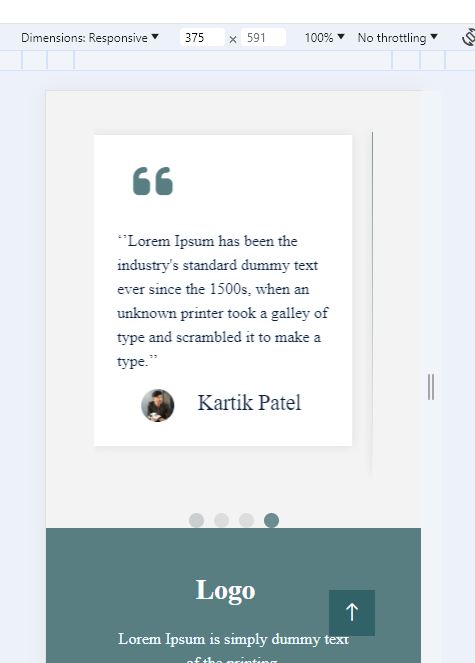 Dimensions: Responsive ▼ 375 × 591 100% ▼ No throttling ▼
‘’Lorem Ipsum has been the
industry's standard dummy text
ever since the 1500s, when an
unknown printer took a galley of
type and scrambled it to make a
type.’’
Kartik Patel
Logo
Lorem Ipsum is simply dummy text
of the printing